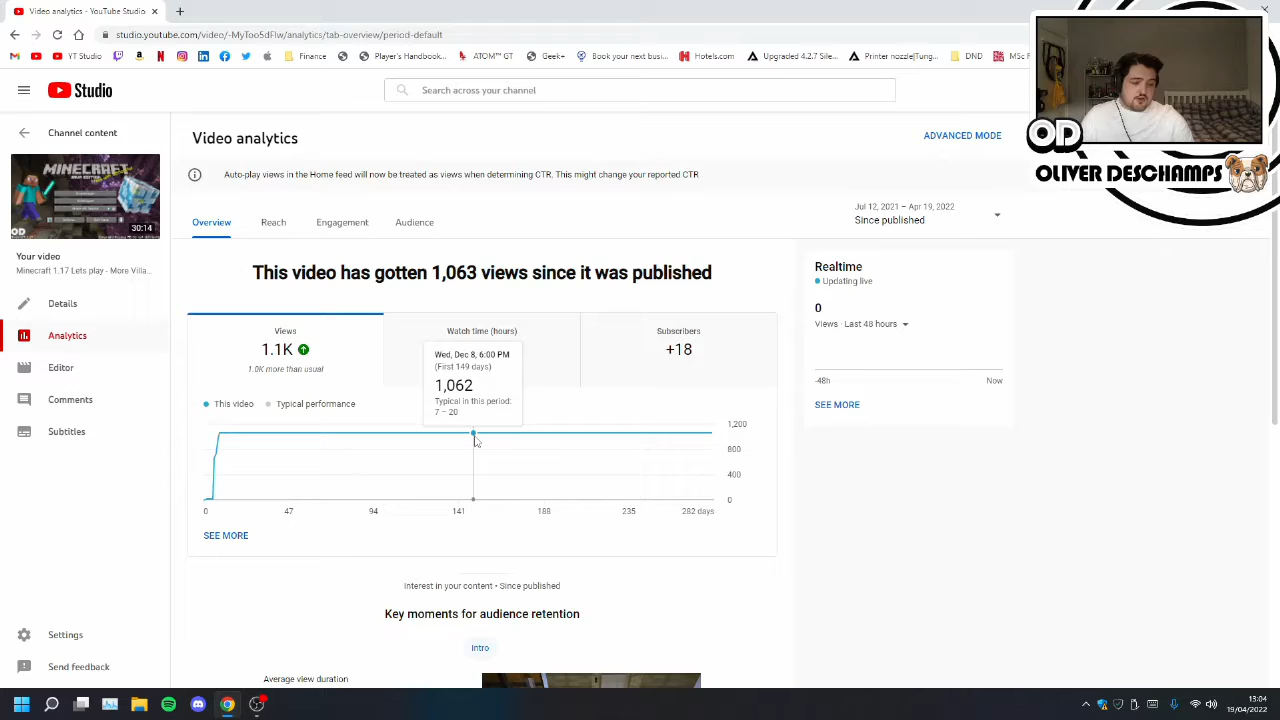 Video analytics - YouTube Studio
studio.youtube.com/video/-MyToo5dFlw/analytics/tab-overview/period-default
YT Studio
Finance
Player's Handbook...
ATOM™ GT
Geek+
Book your next busi...
Hotels.com
Upgraded 4.2.7 Sile...
Printer nozzle|Tung...
DND
MSc F
Studio
Search across your channel
Channel content
Video analytics
ADVANCED MODE
OD
OLIVER DESCHAMPS
Auto-play views in the Home feed will now be treated as views when determining CTR. This might change your reported CTR
MINECRAFT
OD
30:14
Overview
Reach
Engagement
Audience
Jul 12, 2021 – Apr 19, 2022
Since published
Your video
Minecraft 1.17 Lets play - More Villa...
Details
Analytics
Editor
Comments
Subtitles
Settings
Send feedback
This video has gotten 1,063 views since it was published
Views
1.1K
1.0K more than usual
Watch time (hours)
Subscribers
+18
Wed, Dec 8, 6:00 PM
(First 149 days)
1,062
Typical in this period:
7 – 20
This video
Typical performance
1,200
800
400
0
0
47
94
141
188
235
282 days
SEE MORE
Realtime
Updating live
0
Views · Last 48 hours
-48h
Now
SEE MORE
Interest in your content • Since published
Key moments for audience retention
Intro
Average view duration
13:04
19/04/2022